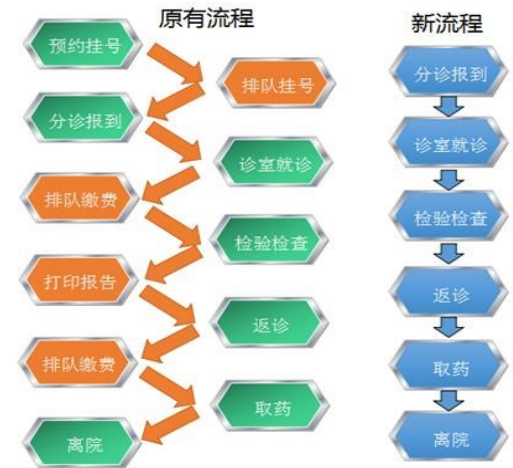 原有流程
预约挂号
排队挂号
分诊报到
诊室就诊
排队缴费
检验检查
打印报告
返诊
排队缴费
取药
离院
新流程
分诊报到
诊室就诊
检验检查
返诊
取药
离院